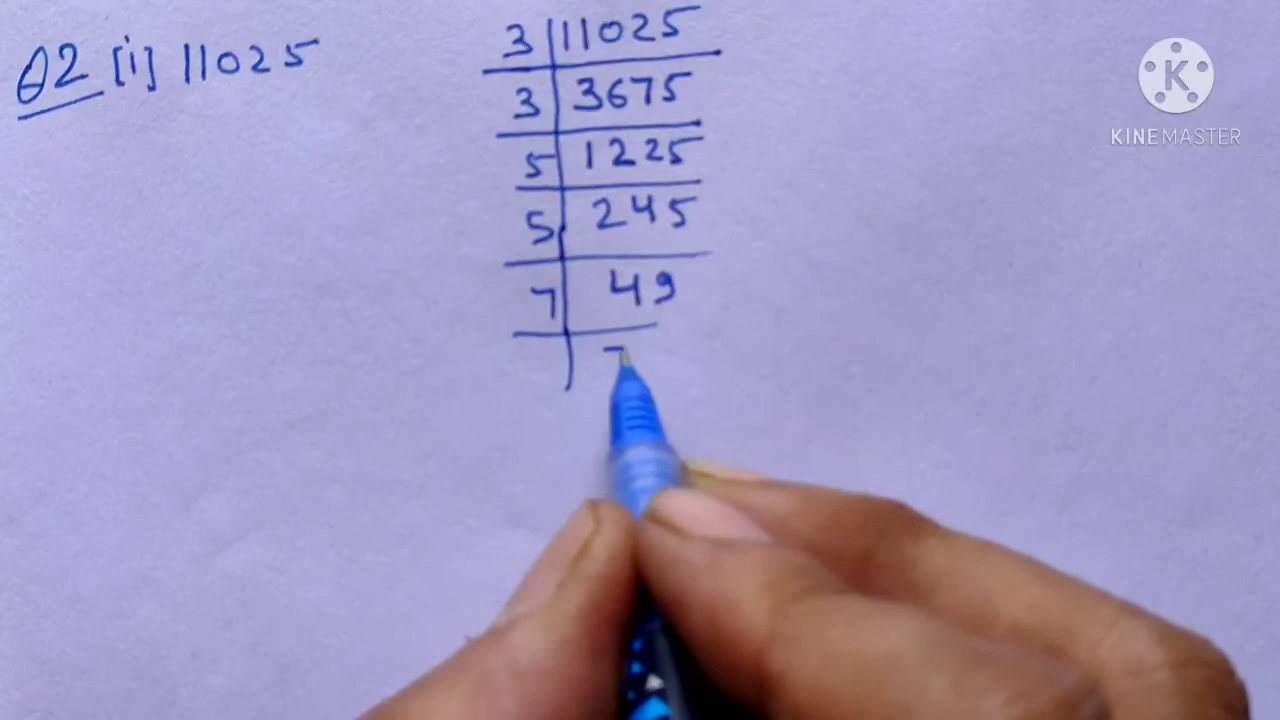 Q2 [i] 11025
3 | 11025
3 | 3675
5 | 1225
5 | 245
7 | 49
7
K
KINEMASTER